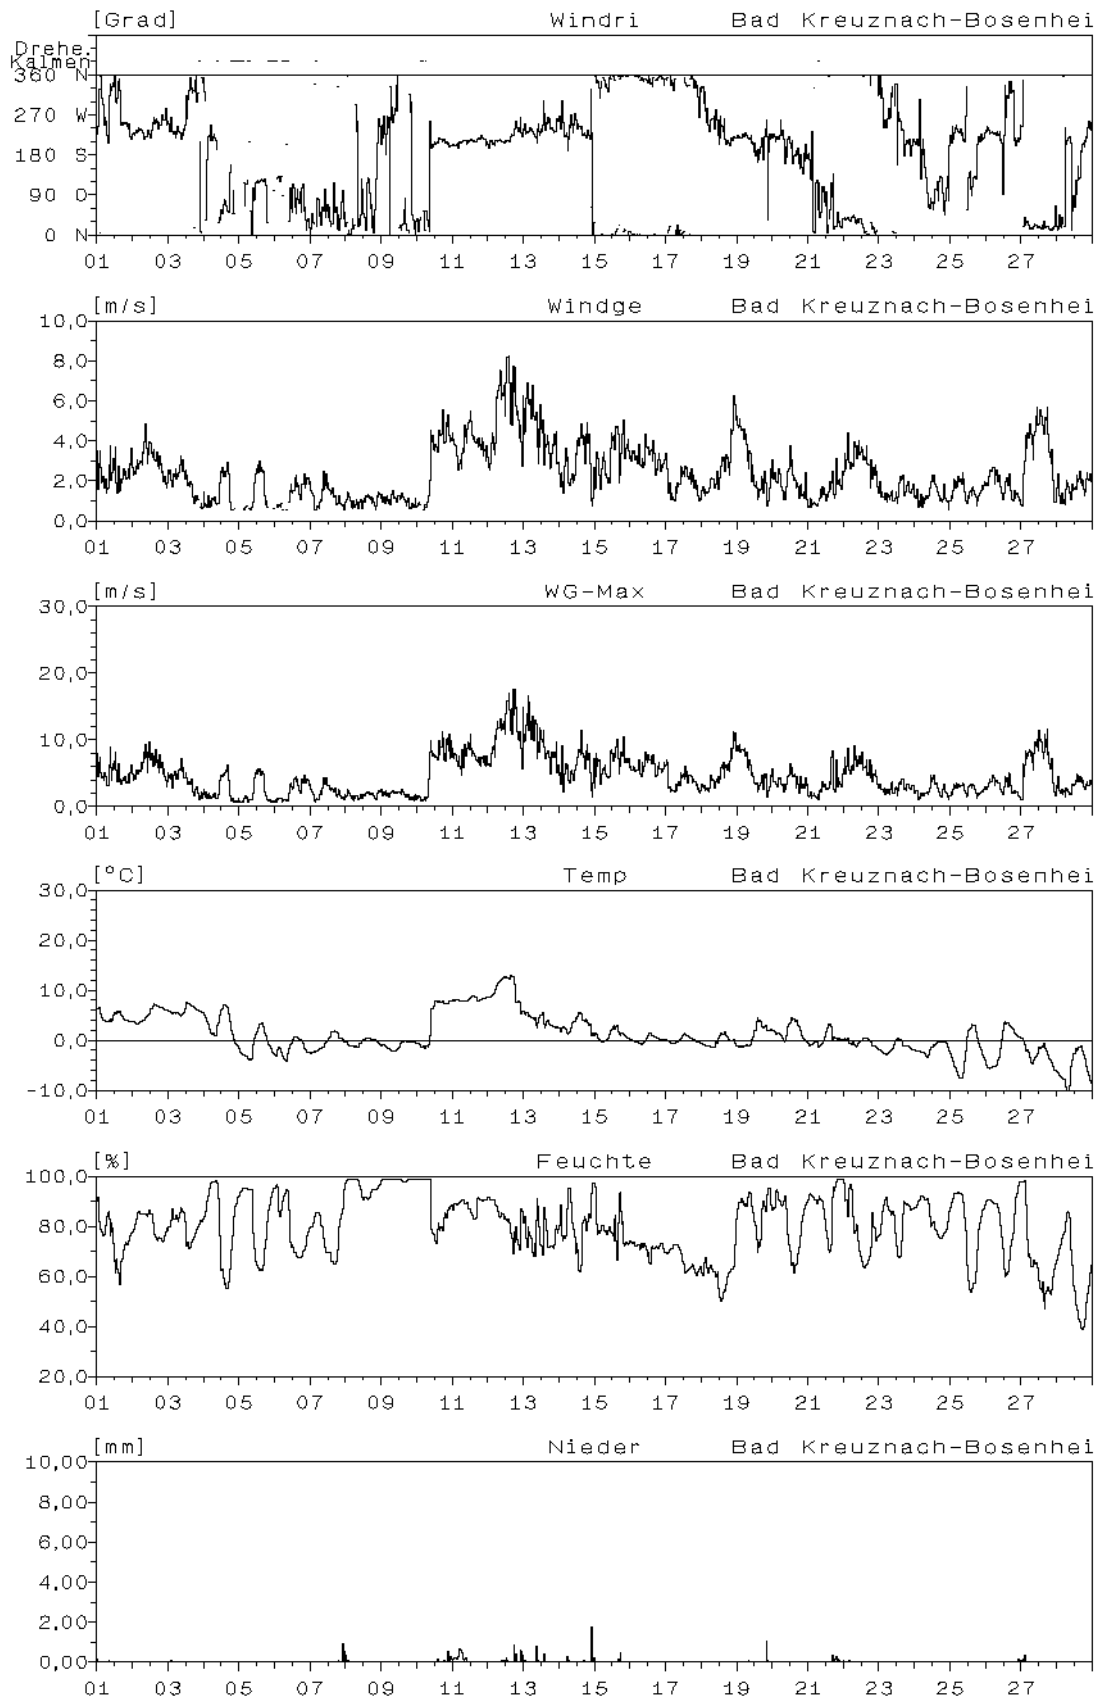 [Grad] Windri Bad Kreuznach-Bosenhei
Drehe.
Kalmen
360 N
270 W
180 S
90 O
0 N
01 03 05 07 09 11 13 15 17 19 21 23 25 27
[m/s] Windge Bad Kreuznach-Bosenhei
10,0
8,0
6,0
4,0
2,0
0,0
01 03 05 07 09 11 13 15 17 19 21 23 25 27
[m/s] WG-Max Bad Kreuznach-Bosenhei
30,0
20,0
10,0
0,0
01 03 05 07 09 11 13 15 17 19 21 23 25 27
[°C] Temp Bad Kreuznach-Bosenhei
30,0
20,0
10,0
0,0
-10,0
01 03 05 07 09 11 13 15 17 19 21 23 25 27
[%] Feuchte Bad Kreuznach-Bosenhei
100,0
80,0
60,0
40,0
20,0
01 03 05 07 09 11 13 15 17 19 21 23 25 27
[mm] Nieder Bad Kreuznach-Bosenhei
10,00
8,00
6,00
4,00
2,00
0,00
01 03 05 07 09 11 13 15 17 19 21 23 25 27